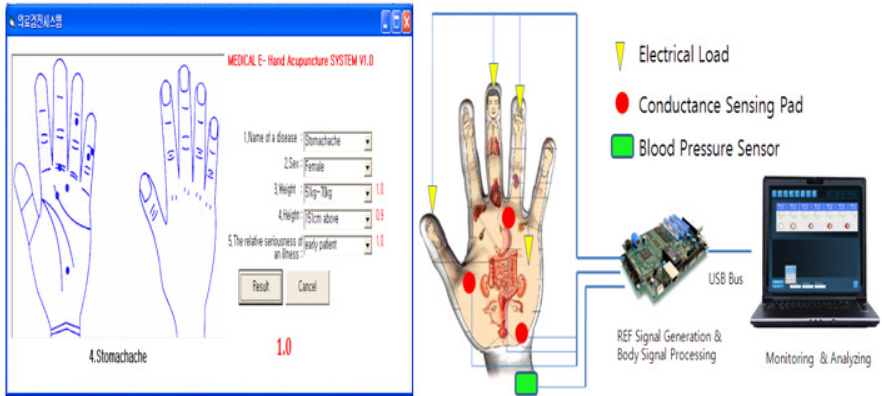 의료검진시스템
MEDICAL E- Hand Acupuncture SYSTEM V1.0
1,Name of a disease : Stomachache
2.Sex : Female
3,Weight : 51kg~70kg 1.0
4,Height : 151cm above 0.9
5,The relative seriousness of an illness : early patient 1.0
Result Cancel
4.Stomachache
1.0
Electrical Load
Conductance Sensing Pad
Blood Pressure Sensor
USB Bus
REF Signal Generation &
Body Signal Processing
Monitoring & Analyzing